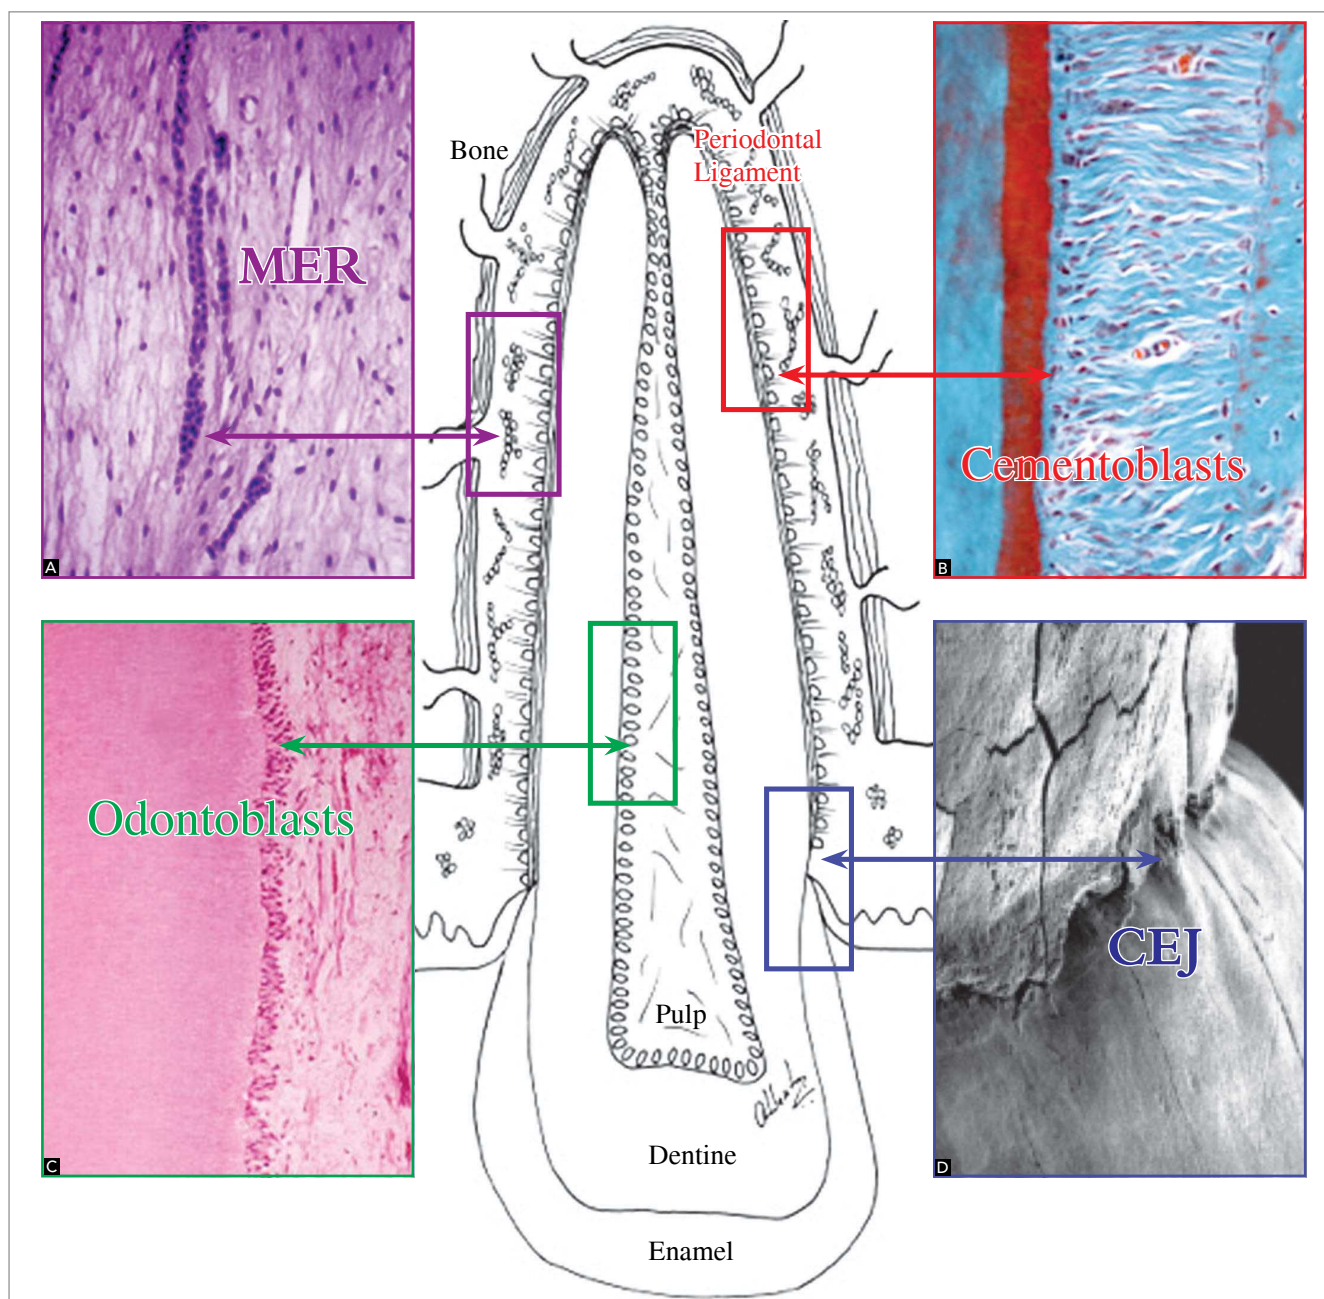 Bone
Periodontal
Ligament
MER
A
Cementoblasts
B
Odontoblasts
C
CEJ
D
Pulp
Dentine
Enamel